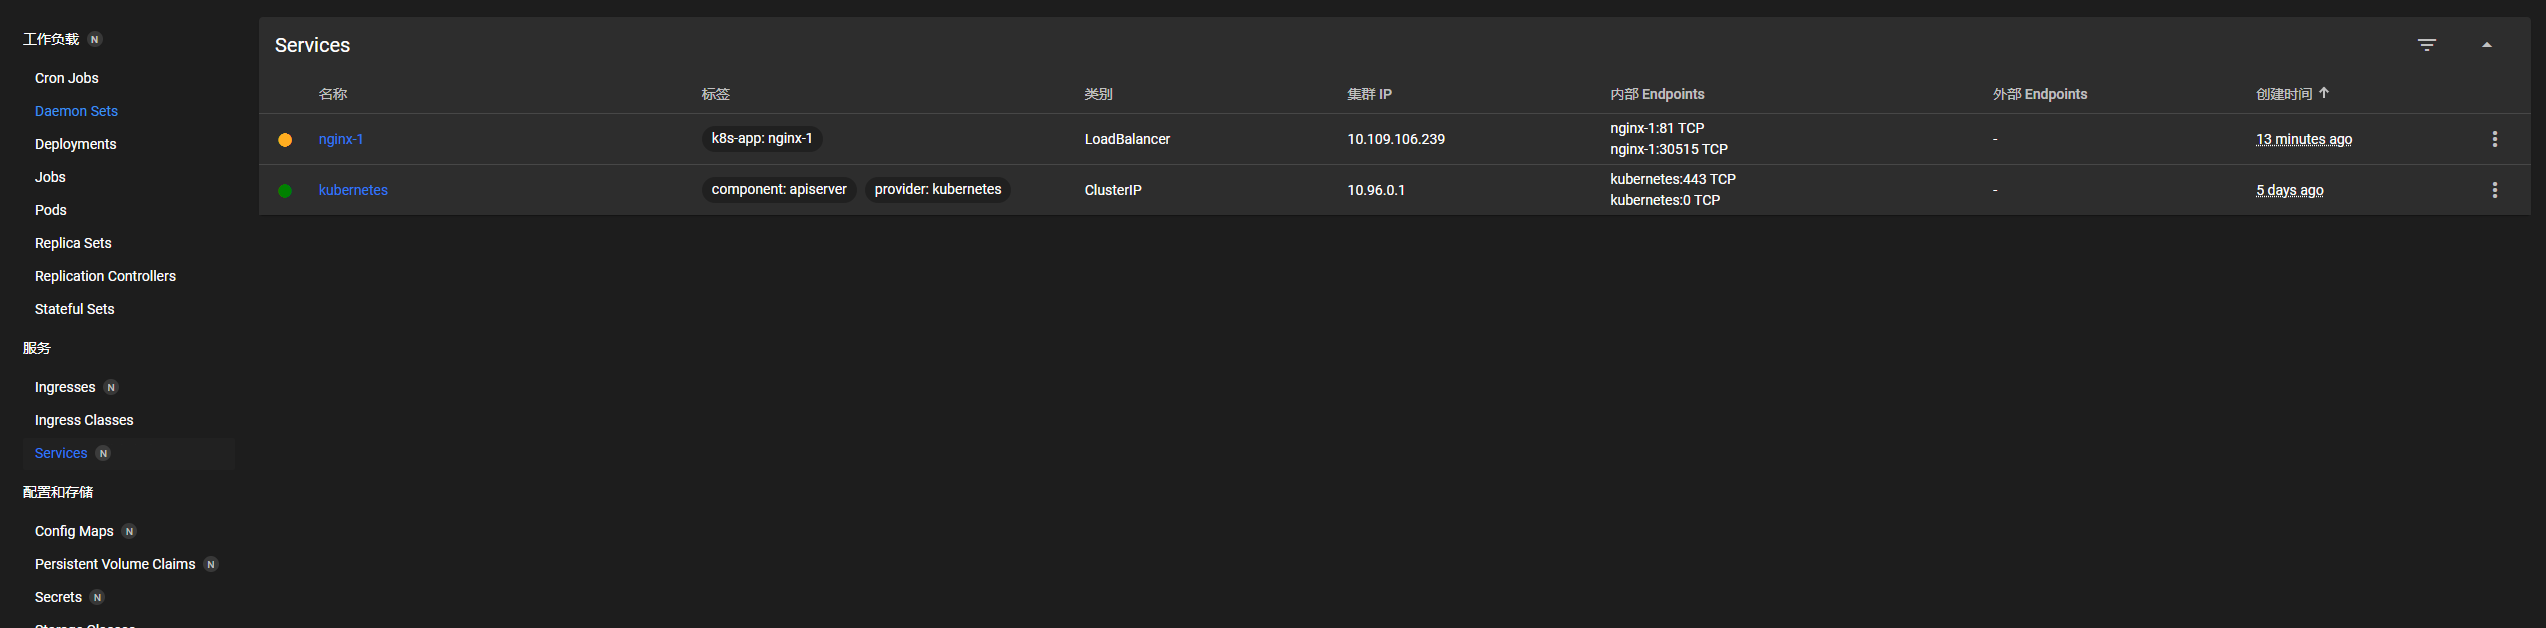 工作负载 N
Cron Jobs
Daemon Sets
Deployments
Jobs
Pods
Replica Sets
Replication Controllers
Stateful Sets
服务
Ingresses N
Ingress Classes
Services N
配置和存储
Config Maps N
Persistent Volume Claims N
Secrets N
Storage Classes
Services
名称 标签 类别 集群 IP 内部 Endpoints 外部 Endpoints 创建时间
nginx-1 k8s-app: nginx-1 LoadBalancer 10.109.106.239 nginx-1:81 TCP - 13 minutes ago
nginx-1:30515 TCP
kubernetes component: apiserver provider: kubernetes ClusterIP 10.96.0.1 kubernetes:443 TCP - 5 days ago
kubernetes:0 TCP